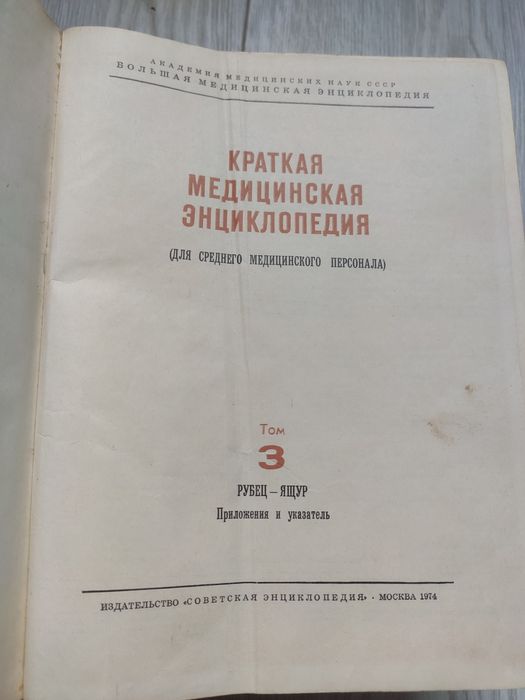 АКАДЕМИЯ МЕДИЦИНСКИХ НАУК СССР
БОЛЬШАЯ МЕДИЦИНСКАЯ ЭНЦИКЛОПЕДИЯ
КРАТКАЯ
МЕДИЦИНСКАЯ
ЭНЦИКЛОПЕДИЯ
(ДЛЯ СРЕДНЕГО МЕДИЦИНСКОГО ПЕРСОНАЛА)
Том
3
РУБЕЦ – ЯЩУР
Приложения и указатель
ИЗДАТЕЛЬСТВО «СОВЕТСКАЯ ЭНЦИКЛОПЕДИЯ» · МОСКВА 1974